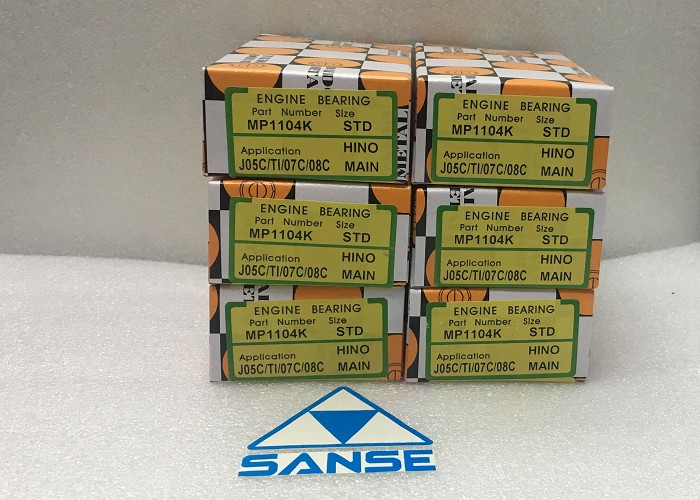 ENGINE BEARING
Part Number Size
MP1104K STD
Application HINO
J05C/TI/07C/08C MAIN
METAL
ENGINE BEARING
Part Number Size
MP1104K STD
Application HINO
J05C/TI/07C/08C MAIN
ENGINE BEARING
Part Number Size
MP1104K STD
Application HINO
J05C/TI/07C/08C MAIN
ENGINE BEARING
Part Number Size
MP1104K STD
Application HINO
J05C/TI/07C/08C MAIN
ENGINE BEARING
Part Number Size
MP1104K STD
Application HINO
J05C/TI/07C/08C MAIN
ENGINE BEARING
Part Number Size
MP1104K STD
Application HINO
J05C/TI/07C/08C MAIN
SANSE